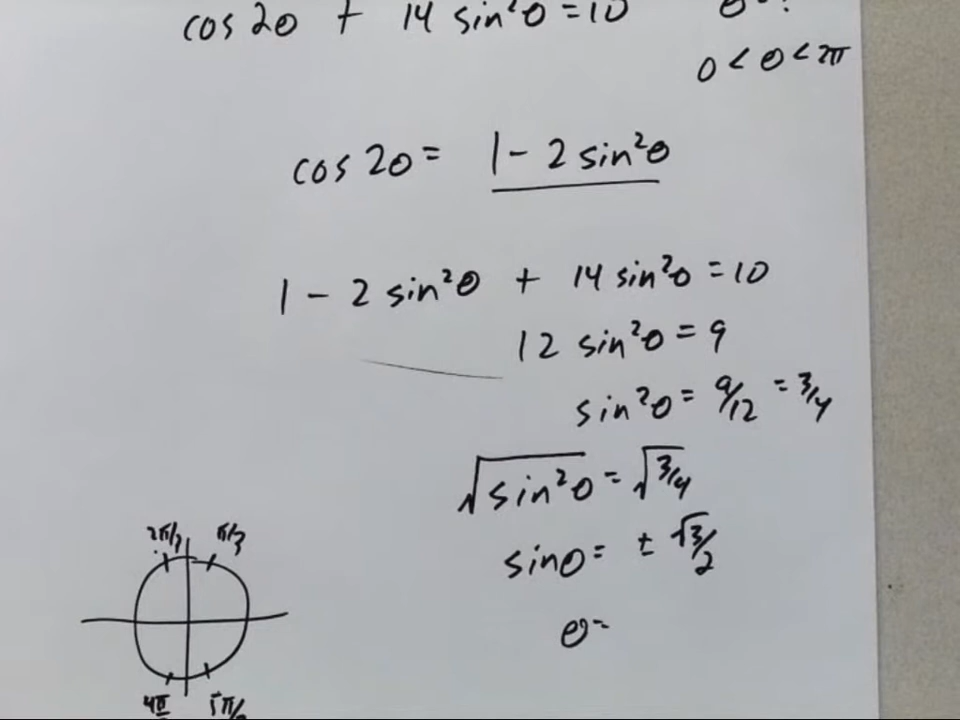 cos 2θ + 14 sin²θ = 10
0 < θ < 2π
cos 2θ = 1 - 2 sin²θ
1 - 2 sin²θ + 14 sin²θ = 10
12 sin²θ = 9
sin²θ = 9/12 = 3/4
√sin²θ = √3/4
sinθ = ± √3/2
θ =
2π/3 π/3
4π 5π/